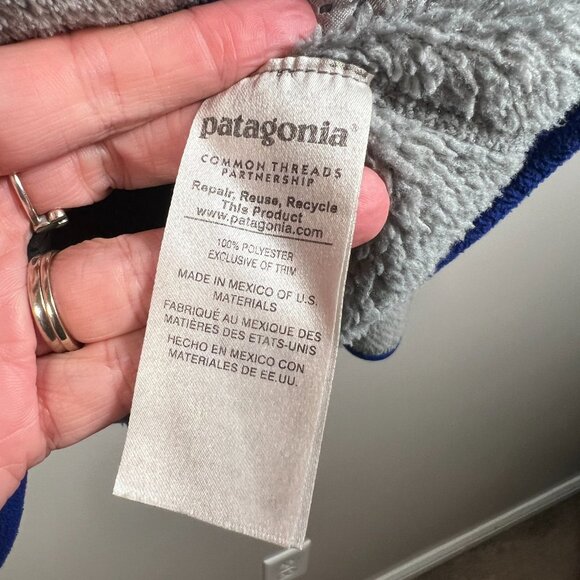 patagonia®
COMMON THREADS
PARTNERSHIP
Repair, Reuse, Recycle
This Product
www.patagonia.com
100% POLYESTER
EXCLUSIVE OF TRIM
MADE IN MEXICO OF U.S.
MATERIALS
FABRIQUÉ AU MEXIQUE DES
MATIÈRES DES ETATS-UNIS
HECHO EN MEXICO CON
MATERIALES DE EE.UU.